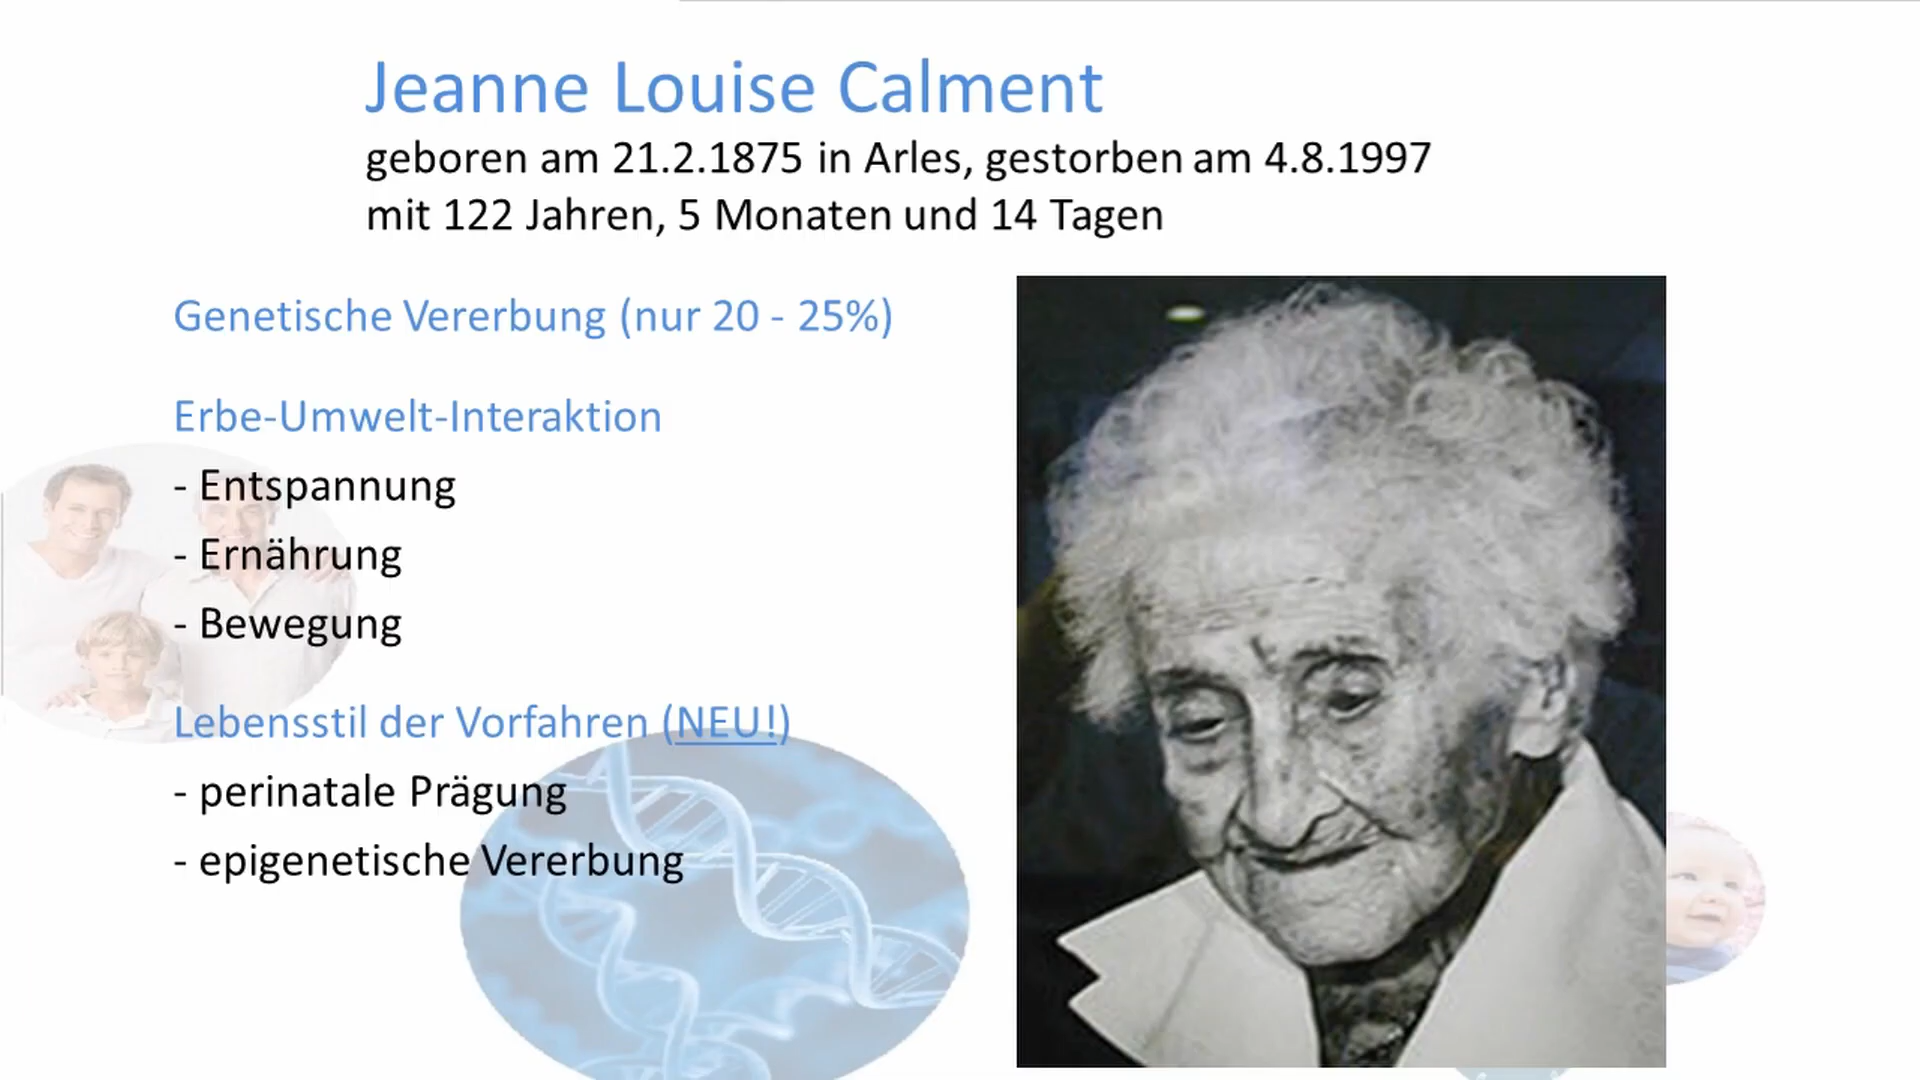 Jeanne Louise Calment
geboren am 21.2.1875 in Arles, gestorben am 4.8.1997
mit 122 Jahren, 5 Monaten und 14 Tagen
Genetische Vererbung (nur 20 - 25%)
Erbe-Umwelt-Interaktion
- Entspannung
- Ernährung
- Bewegung
Lebensstil der Vorfahren (NEU!)
- perinatale Prägung
- epigenetische Vererbung